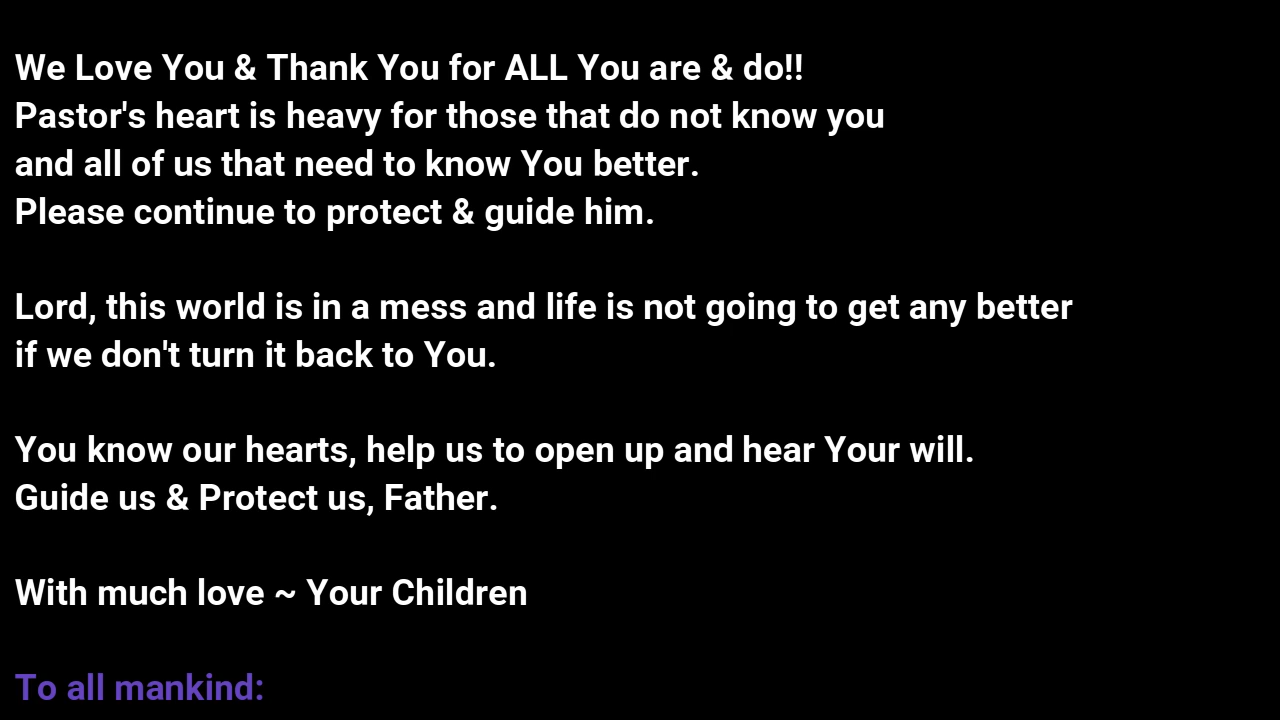 We Love You & Thank You for ALL You are & do!!
Pastor's heart is heavy for those that do not know you
and all of us that need to know You better.
Please continue to protect & guide him.
Lord, this world is in a mess and life is not going to get any better
if we don't turn it back to You.
You know our hearts, help us to open up and hear Your will.
Guide us & Protect us, Father.
With much love ~ Your Children
To all mankind: